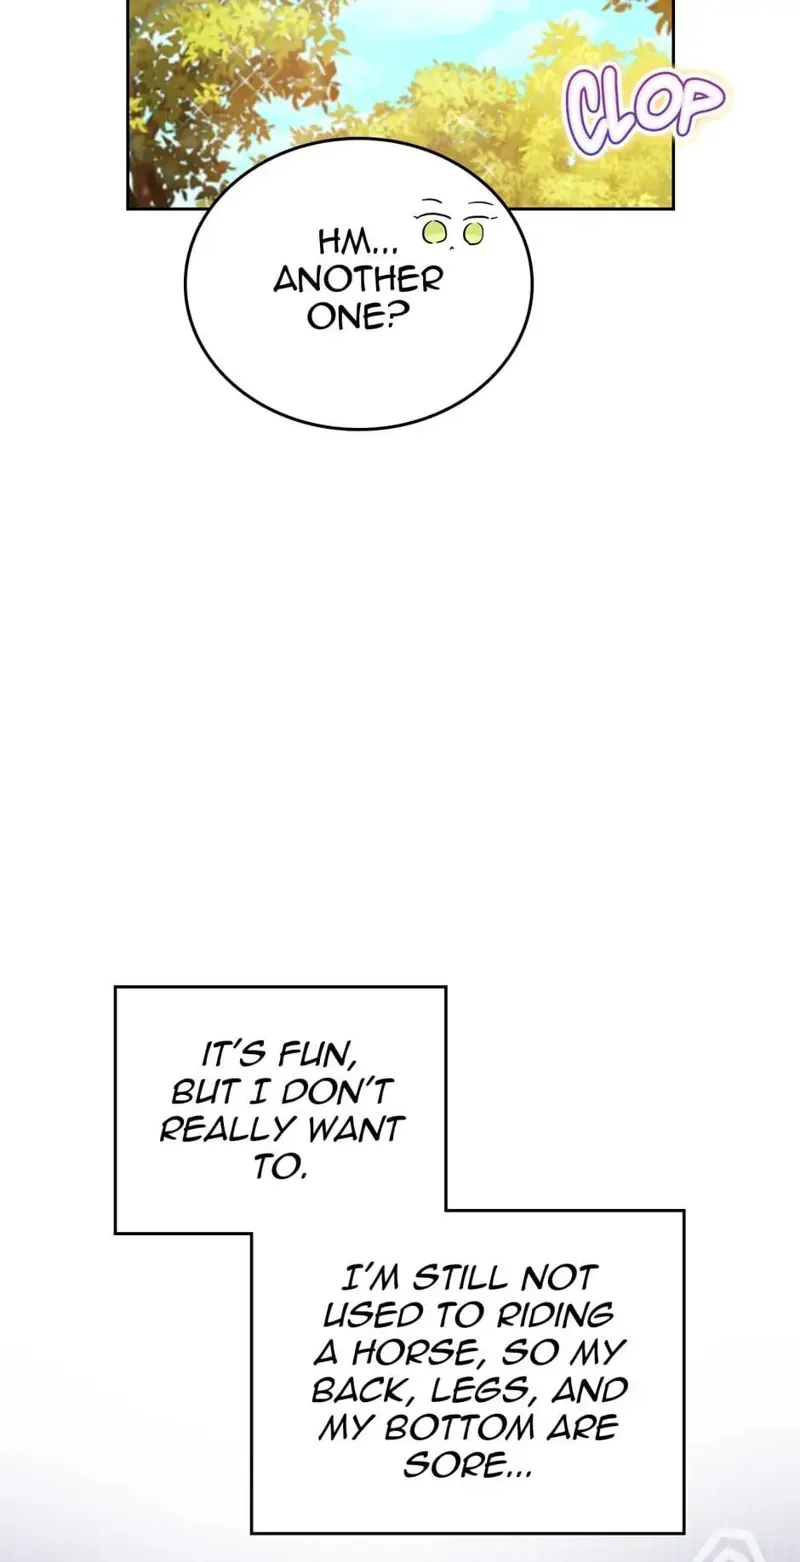 CLOP
HM...
ANOTHER
ONE?
IT'S FUN,
BUT I DON'T
REALLY WANT
TO.
I'M STILL NOT
USED TO RIDING
A HORSE, SO MY
BACK, LEGS, AND
MY BOTTOM ARE
SORE...